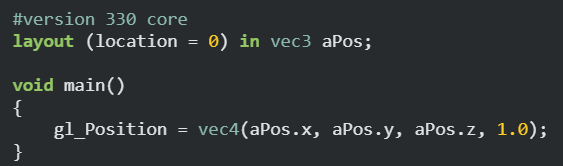 #version 330 core
layout (location = 0) in vec3 aPos;

void main()
{
    gl_Position = vec4(aPos.x, aPos.y, aPos.z, 1.0);
}